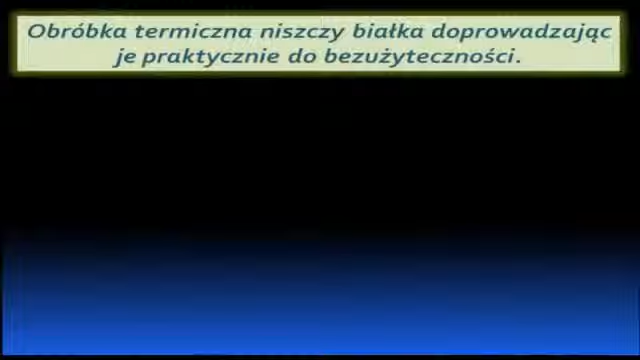 Obróbka termiczna niszczy białka doprowadzając
je praktycznie do bezużyteczności.